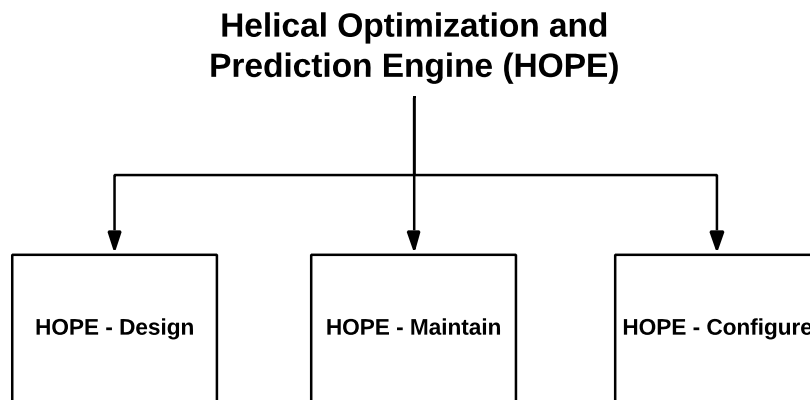 Helical Optimization and
Prediction Engine (HOPE)
HOPE - Design
HOPE - Maintain
HOPE - Configure